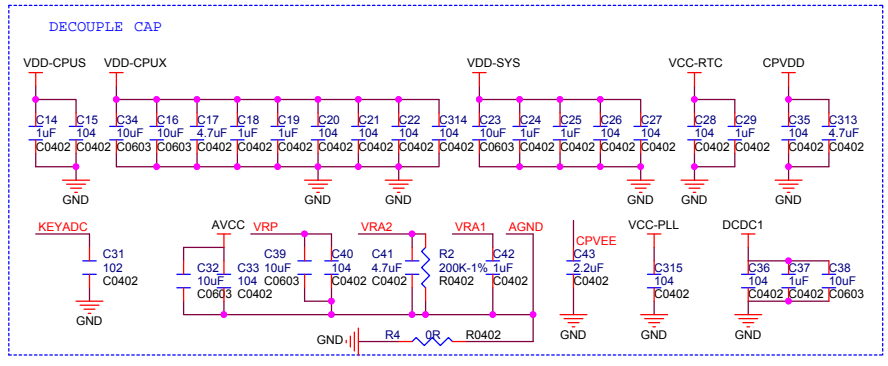 DECOUPLE CAP
VDD-CPUS VDD-CPUX VDD-SYS VCC-RTC CPVDD
C14 C15 C34 C16 C17 C18 C19 C20 C21 C22 C314 C23 C24 C25 C26 C27 C28 C29 C35 C313
1uF 104 10uF 10uF 4.7uF 1uF 1uF 104 104 104 104 10uF 1uF 1uF 104 104 104 1uF 104 4.7uF
C0402 C0402 C0603 C0603 C0402 C0402 C0402 C0402 C0402 C0402 C0402 C0603 C0402 C0402 C0402 C0402 C0402 C0402 C0402 C0402
GND GND GND GND GND GND
KEYADC AVCC VRP VRA2 VRA1 AGND CPVEE VCC-PLL DCDC1
C31 C32 C33 C39 C40 C41 R2 C42 C43 C315 C36 C37 C38
102 10uF 104 10uF 104 4.7uF 200K-1% 1uF 2.2uF 104 104 1uF 10uF
C0402 C0603 C0402 C0603 C0402 C0402 R0402 C0402 C0402 C0402 C0402 C0402 C0603
GND GND GND GND
GND R4 0R R0402